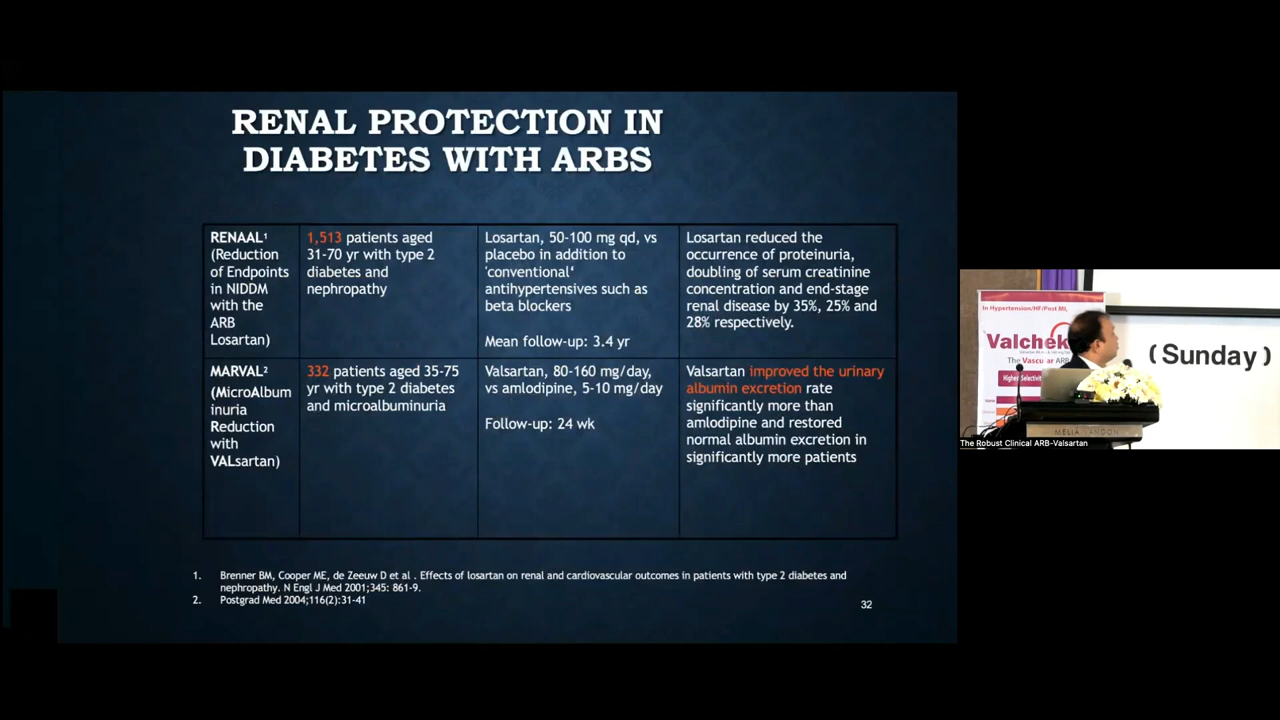 RENAL PROTECTION IN
DIABETES WITH ARBS
RENAAL¹
(Reduction
of Endpoints
in NIDDM
with the
ARB
Losartan)
1,513 patients aged
31-70 yr with type 2
diabetes and
nephropathy
Losartan, 50-100 mg qd, vs
placebo in addition to
'conventional'
antihypertensives such as
beta blockers
Mean follow-up: 3.4 yr
Losartan reduced the
occurrence of proteinuria,
doubling of serum creatinine
concentration and end-stage
renal disease by 35%, 25% and
28% respectively.
MARVAL²
(MicroAlbum
inuria
Reduction
with
VALsartan)
332 patients aged 35-75
yr with type 2 diabetes
and microalbuminuria
Valsartan, 80-160 mg/day,
vs amlodipine, 5-10 mg/day
Follow-up: 24 wk
Valsartan improved the urinary
albumin excretion rate
significantly more than
amlodipine and restored
normal albumin excretion in
significantly more patients
1. Brenner BM, Cooper ME, de Zeeuw D et al . Effects of losartan on renal and cardiovascular outcomes in patients with type 2 diabetes and
nephropathy. N Engl J Med 2001;345: 861-9.
2. Postgrad Med 2004;116(2):31-41
32
In Hypertension/HF/Post MI,
Valchek
The Vascular ARB
Higher Selectivity
(Sunday)
MELIA YANGON
The Robust Clinical ARB-Valsartan